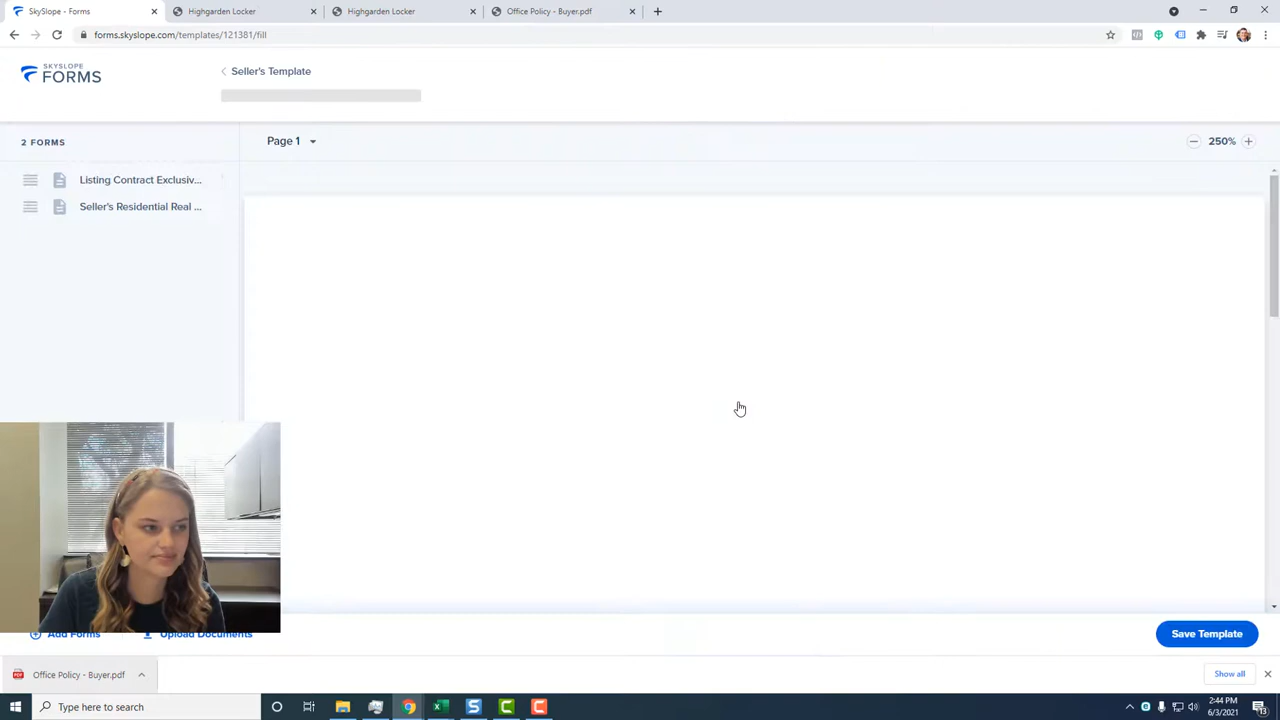 SkySlope - Forms
Highgarden Locker
Highgarden Locker
Office Policy - Buyer.pdf
forms.skyslope.com/templates/121381/fill
SKYSLOPE
FORMS
Seller's Template
2 FORMS
Page 1
250%
Listing Contract Exclusiv...
Seller's Residential Real ...
Add Forms
Upload Documents
Save Template
Office Policy - Buyer.pdf
Show all
Type here to search
2:44 PM
6/3/2021